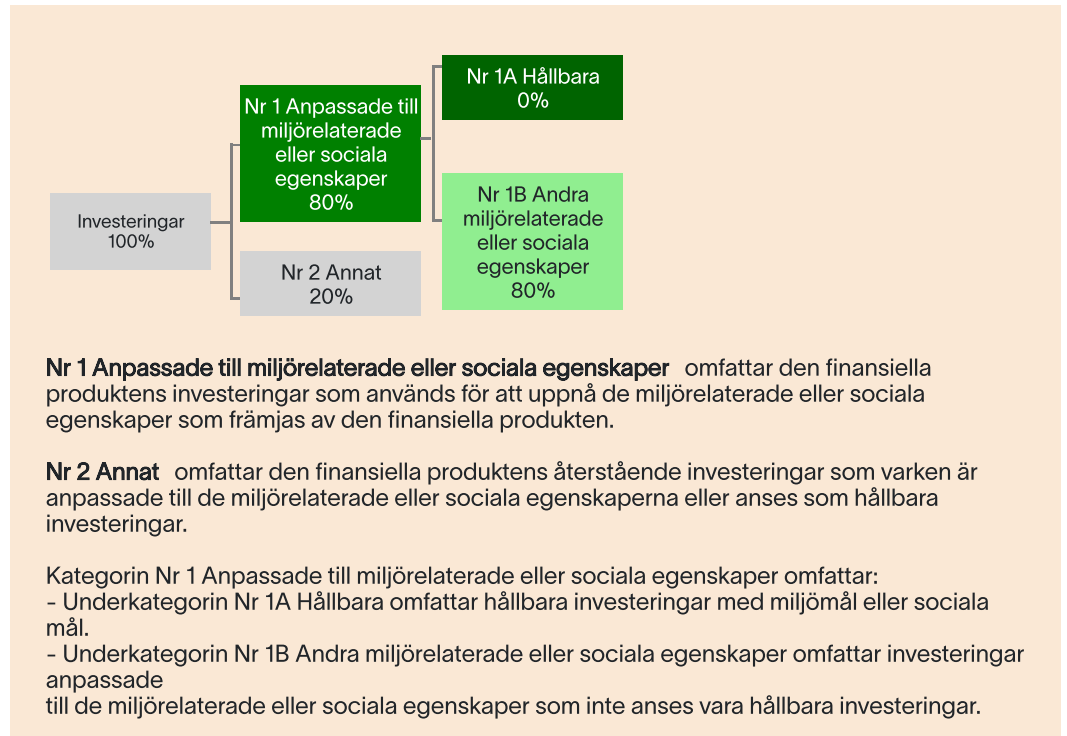 Investeringar
100%
Nr 1 Anpassade till
miljörelaterade
eller sociala
egenskaper
80%
Nr 2 Annat
20%
Nr 1A Hållbara
0%
Nr 1B Andra
miljörelaterade
eller sociala
egenskaper
80%
Nr 1 Anpassade till miljörelaterade eller sociala egenskaper omfattar den finansiella
produktens investeringar som används för att uppnå de miljörelaterade eller sociala
egenskaper som främjas av den finansiella produkten.
Nr 2 Annat omfattar den finansiella produktens återstående investeringar som varken är
anpassade till de miljörelaterade eller sociala egenskaperna eller anses som hållbara
investeringar.
Kategorin Nr 1 Anpassade till miljörelaterade eller sociala egenskaper omfattar:
- Underkategorin Nr 1A Hållbara omfattar hållbara investeringar med miljömål eller sociala
mål.
- Underkategorin Nr 1B Andra miljörelaterade eller sociala egenskaper omfattar investeringar
anpassade
till de miljörelaterade eller sociala egenskaper som inte anses vara hållbara investeringar.